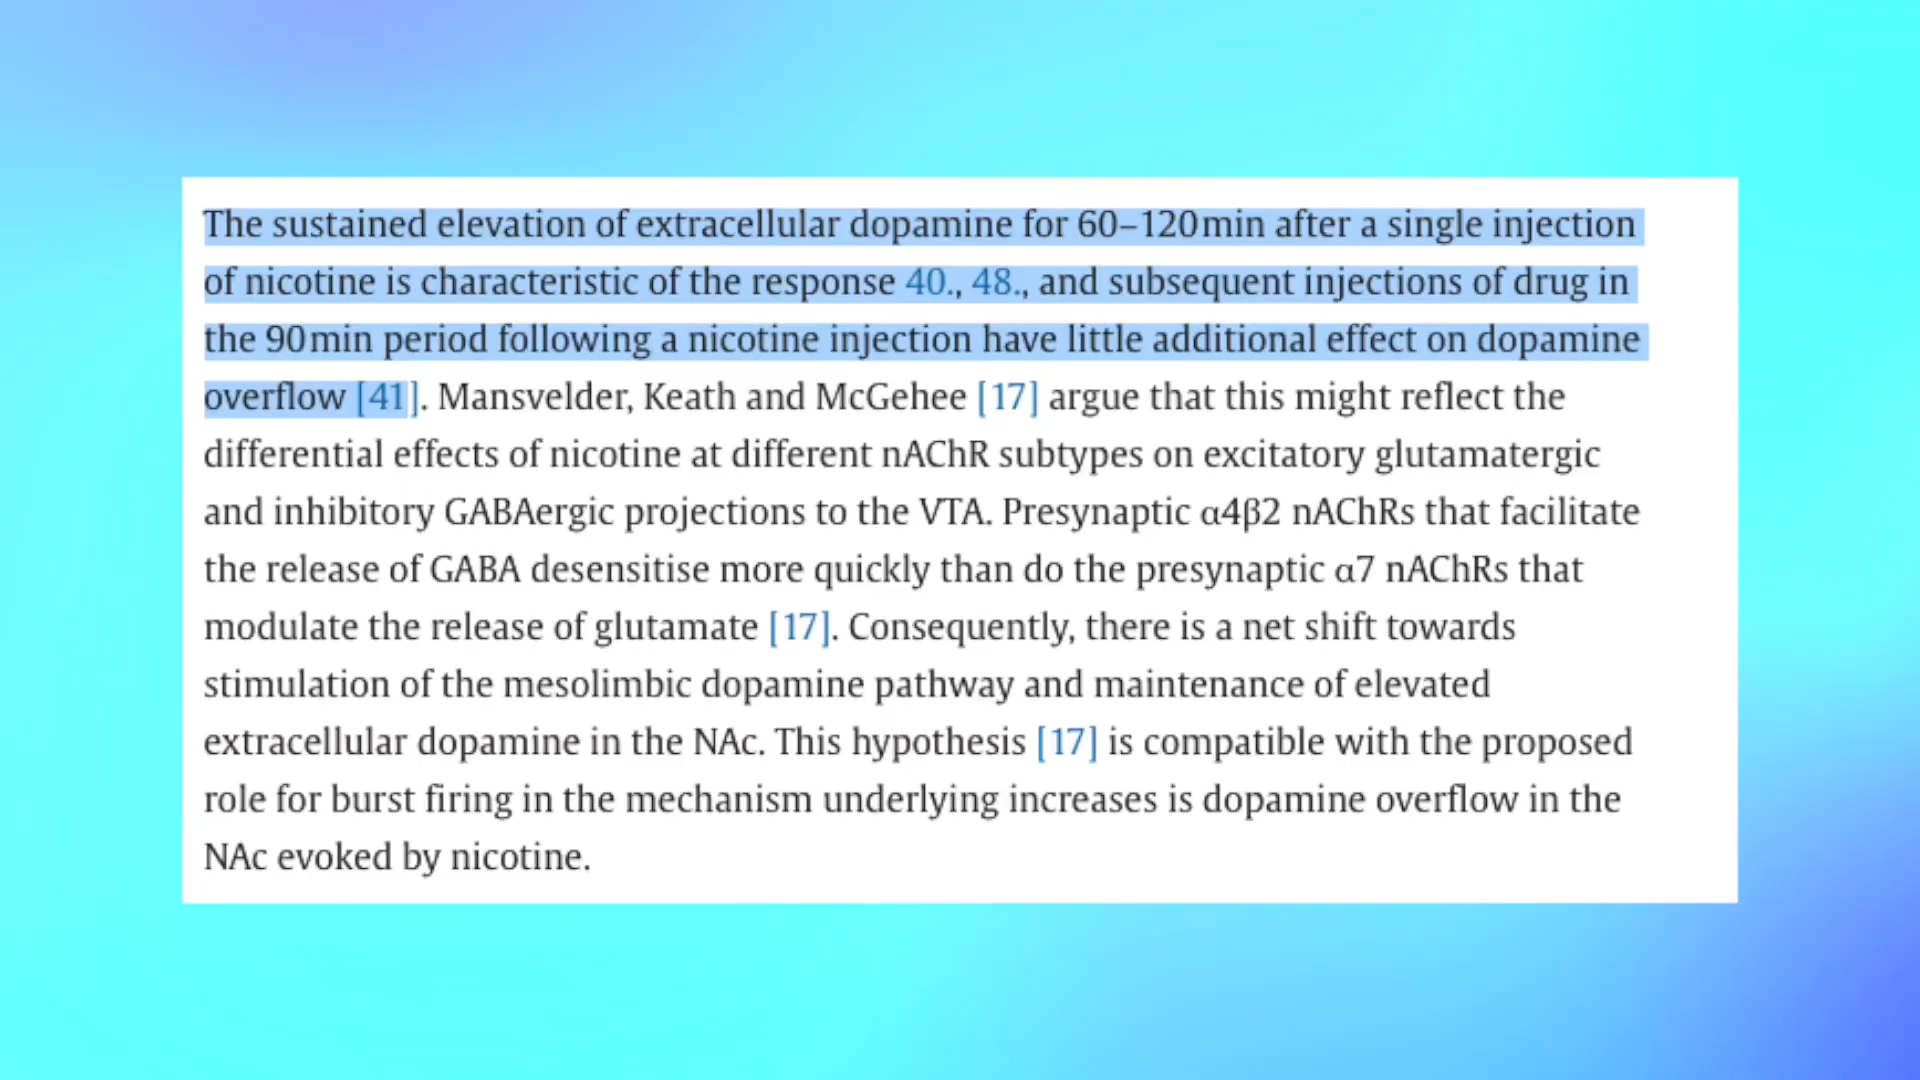 The sustained elevation of extracellular dopamine for 60–120 min after a single injection
of nicotine is characteristic of the response 40., 48., and subsequent injections of drug in
the 90 min period following a nicotine injection have little additional effect on dopamine
overflow [41]. Mansvelder, Keath and McGehee [17] argue that this might reflect the
differential effects of nicotine at different nAChR subtypes on excitatory glutamatergic
and inhibitory GABAergic projections to the VTA. Presynaptic α4β2 nAChRs that facilitate
the release of GABA desensitise more quickly than do the presynaptic α7 nAChRs that
modulate the release of glutamate [17]. Consequently, there is a net shift towards
stimulation of the mesolimbic dopamine pathway and maintenance of elevated
extracellular dopamine in the NAc. This hypothesis [17] is compatible with the proposed
role for burst firing in the mechanism underlying increases is dopamine overflow in the
NAc evoked by nicotine.